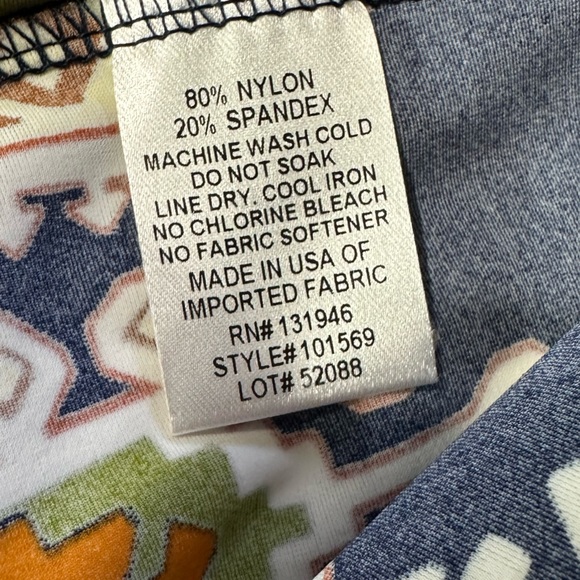 80% NYLON
20% SPANDEX
MACHINE WASH COLD
DO NOT SOAK
LINE DRY. COOL IRON
NO CHLORINE BLEACH
NO FABRIC SOFTENER
MADE IN USA OF
IMPORTED FABRIC
RN# 131946
STYLE# 101569
LOT# 52088